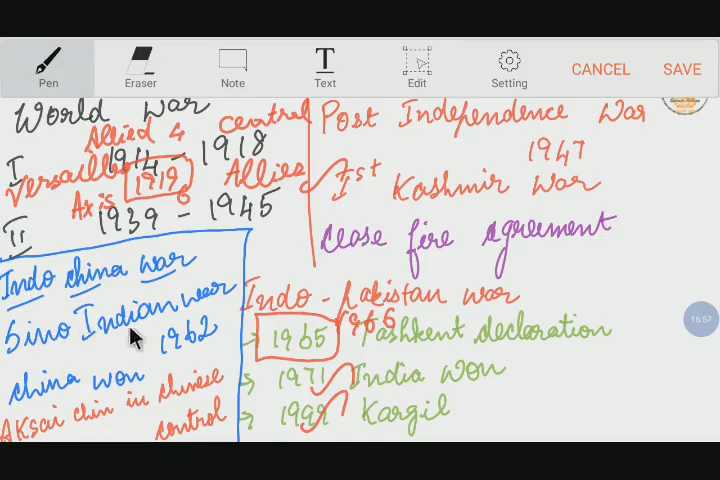 Pen Eraser Note Text Edit Setting CANCEL SAVE
World War
Allied & Central
I 1914 - 1918
Versaille 1919 Allies
Axis &
II 1939 - 1945
Indo china war
Sino Indian war
1962
china won
Aksai chin in chinese
control
Post Independence War
1947
Ist Kashmir War
cease fire agreement
Indo - Pakistan war
1966
→ 1965 Tashkent declaration
→ 1971 India won
→ 1999 Kargil
16:57